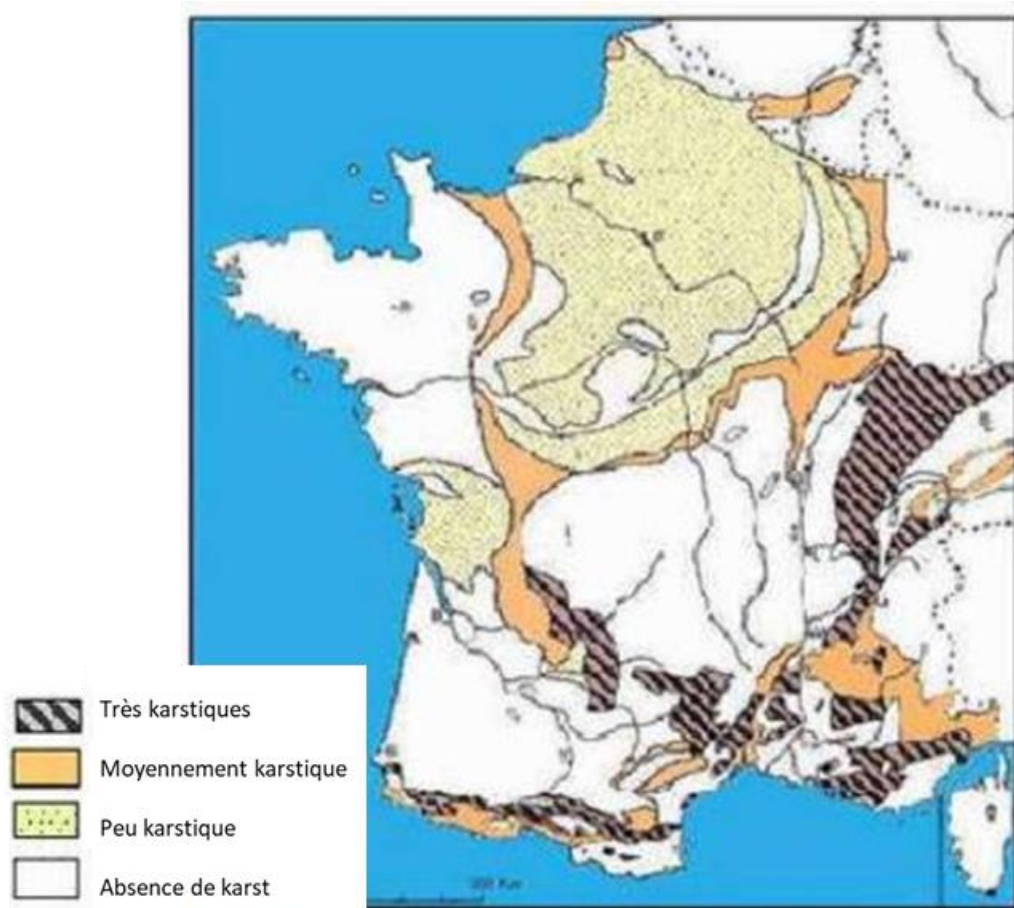 Très karstiques
Moyennement karstique
Peu karstique
Absence de karst